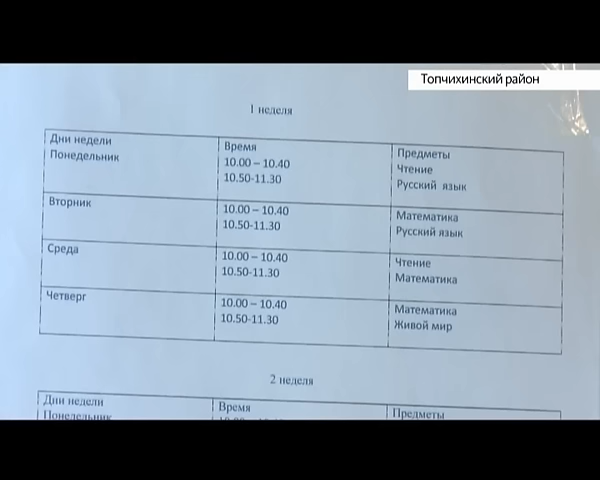 Топчихинский район
1 неделя
Дни недели Время Предметы
Понедельник 10.00 – 10.40 Чтение
10.50-11.30 Русский язык
Вторник 10.00 – 10.40 Математика
10.50-11.30 Русский язык
Среда 10.00 – 10.40 Чтение
10.50-11.30 Математика
Четверг 10.00 – 10.40 Математика
10.50-11.30 Живой мир
2 неделя
Дни недели Время Предметы
Понедельник